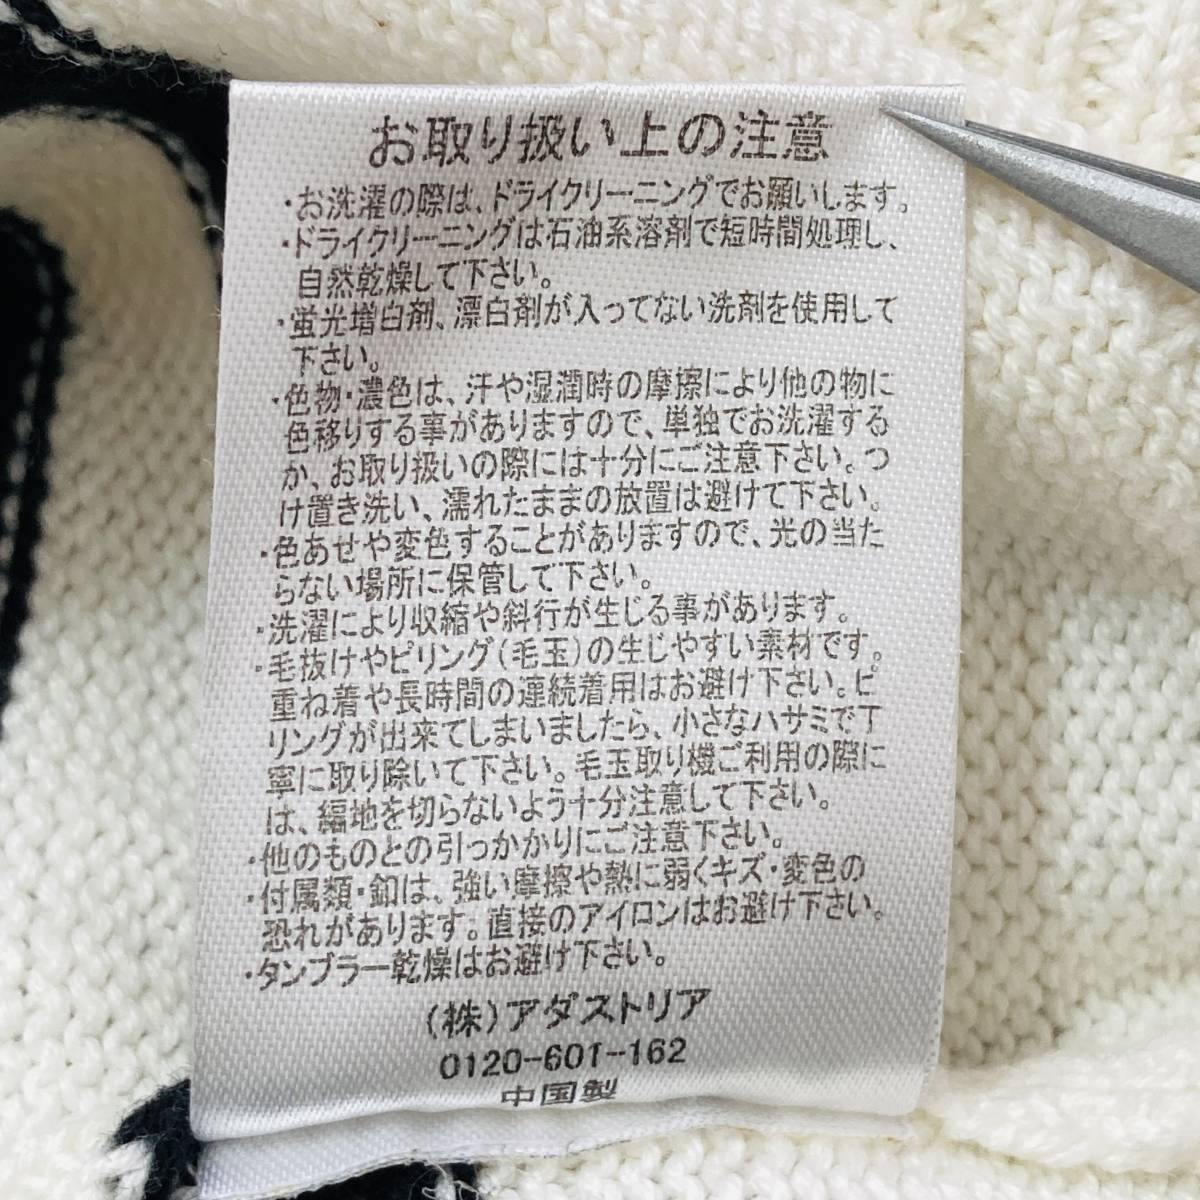 お取り扱い上の注意
・お洗濯の際は、ドライクリーニングでお願いします。
・ドライクリーニングは石油系溶剤で短時間処理し、
自然乾燥して下さい。
・蛍光増白剤、漂白剤が入ってない洗剤を使用して
下さい。
・色物・濃色は、汗や湿潤時の摩擦により他の物に
色移りする事がありますので、単独でお洗濯する
か、お取り扱いの際には十分にご注意下さい。つ
け置き洗い、濡れたままの放置は避けて下さい。
・色あせや変色することがありますので、光の当た
らない場所に保管して下さい。
・洗濯により収縮や斜行が生じる事があります。
・毛抜けやピリング(毛玉)の生じやすい素材です。
重ね着や長時間の連続着用はお避け下さい。ピ
リングが出来てしまいましたら、小さなハサミで丁
寧に取り除いて下さい。毛玉取り機ご利用の際に
は、編地を切らないよう十分注意して下さい。
・他のものとの引っかかりにご注意下さい。
・付属類・釦は、強い摩擦や熱に弱くキズ・変色の
恐れがあります。直接のアイロンはお避け下さい。
・タンブラー乾燥はお避け下さい。
(株)アダストリア
0120-601-162
中国製